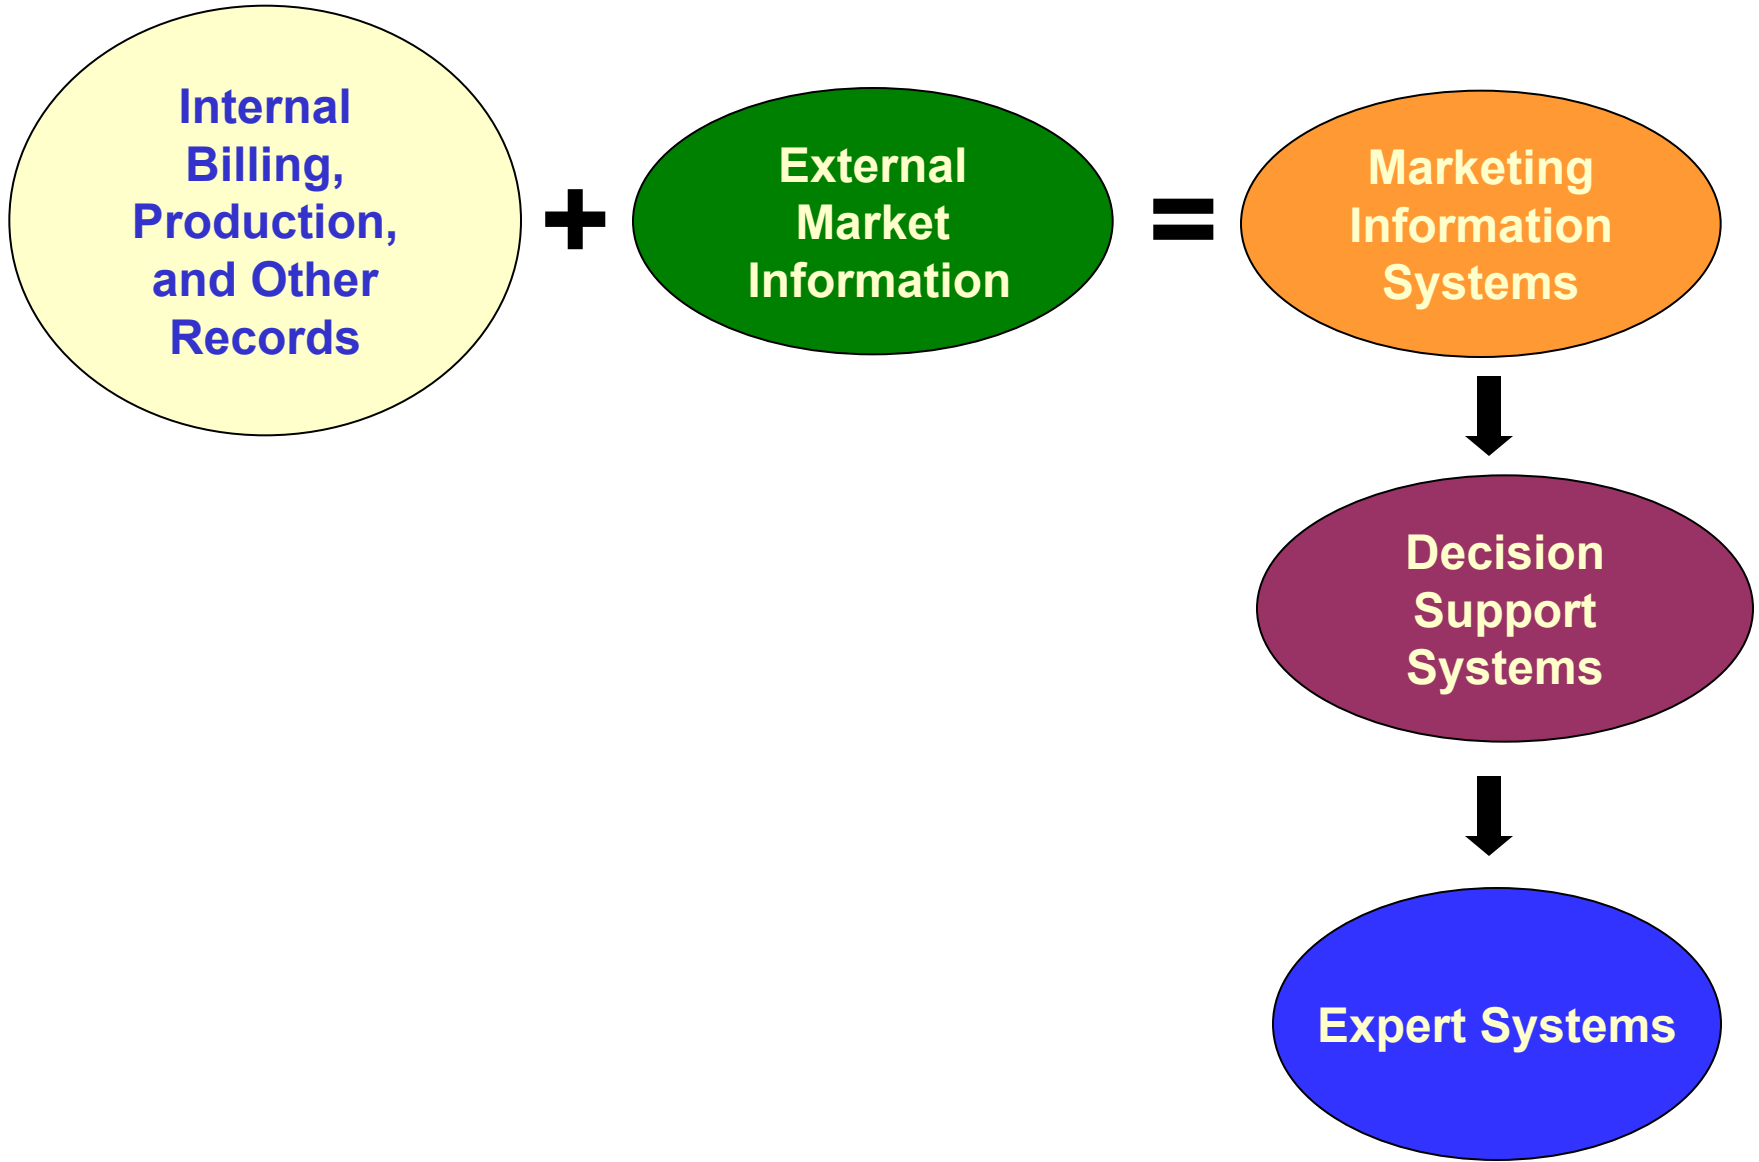 Internal
Billing,
Production,
and Other
Records
+
External
Market
Information
=
Marketing
Information
Systems
Decision
Support
Systems
Expert Systems